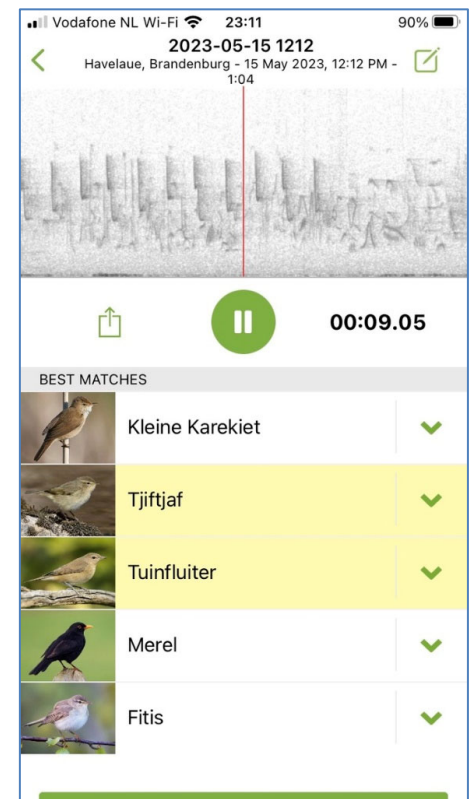 Vodafone NL Wi-Fi 23:11 90%
2023-05-15 1212
Havelaue, Brandenburg - 15 May 2023, 12:12 PM -
1:04
00:09.05
BEST MATCHES
Kleine Karekiet
Tjiftjaf
Tuinfluiter
Merel
Fitis